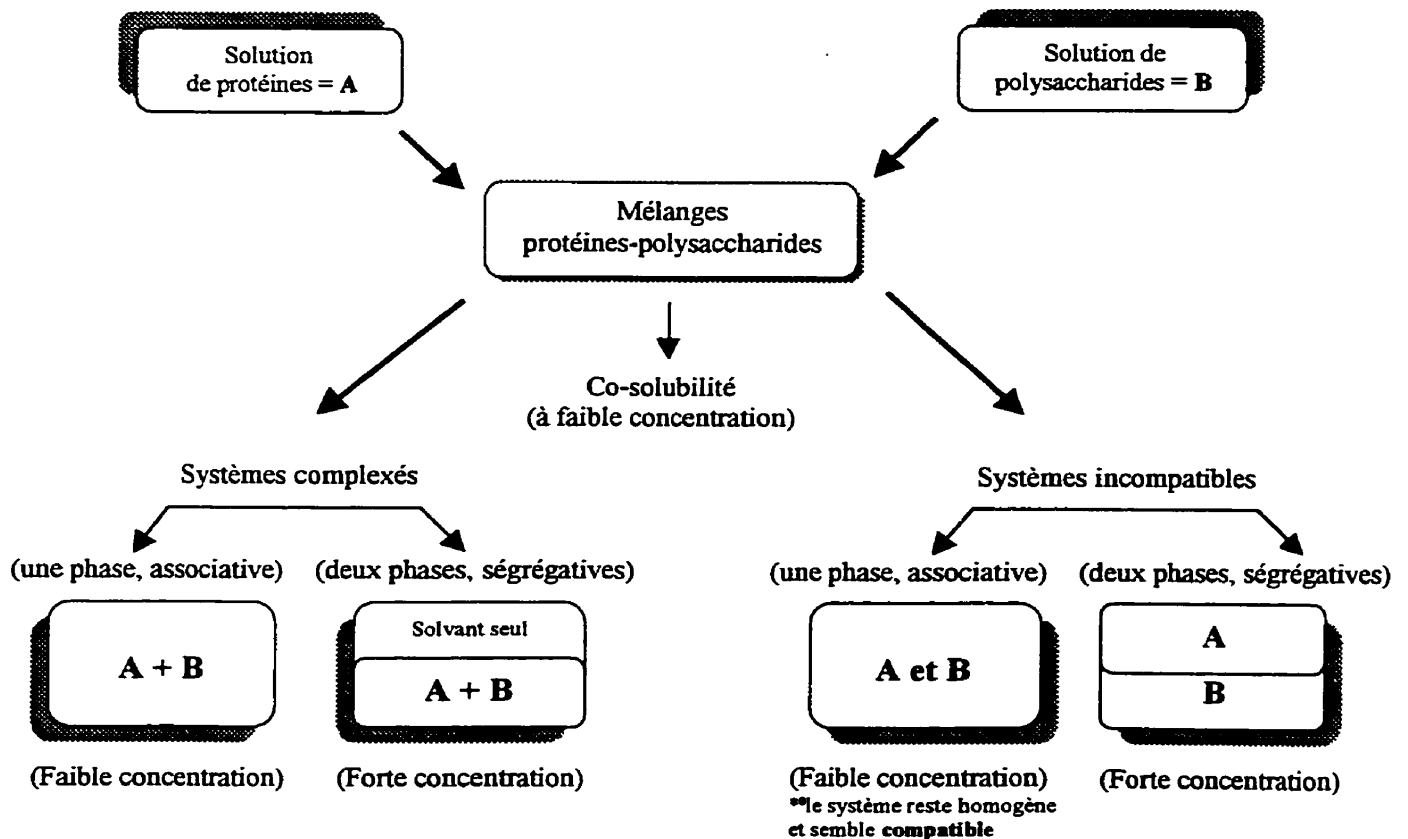 Solution
de protéines = A
Solution de
polysaccharides = B
Mélanges
protéines-polysaccharides
Co-solubilité
(à faible concentration)
Systèmes complexés
Systèmes incompatibles
(une phase, associative)
(deux phases, ségrégatives)
(une phase, associative)
(deux phases, ségrégatives)
A + B
Solvant seul
A + B
A et B
A
B
(Faible concentration)
(Forte concentration)
(Faible concentration)
**le système reste homogène
et semble compatible
(Forte concentration)